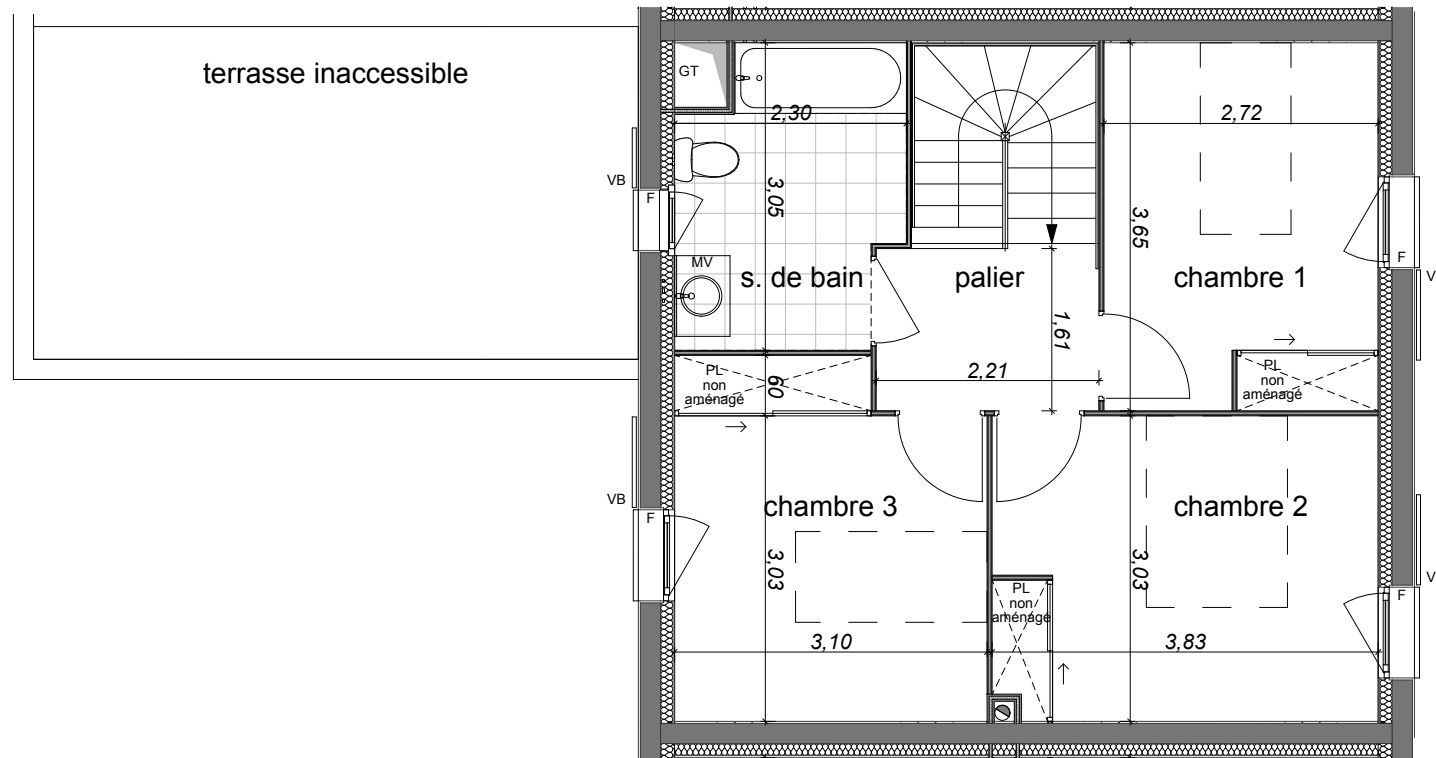 terrasse inaccessible
GT
2,30
2,72
VB
F
3,05
3,65
MV
s. de bain
palier
chambre 1
F
V
1,61
2,21
PL
non
aménagé
60
PL
non
aménagé
chambre 3
chambre 2
VB
F
3,03
3,03
V
F
PL
non
aménagé
3,10
3,83